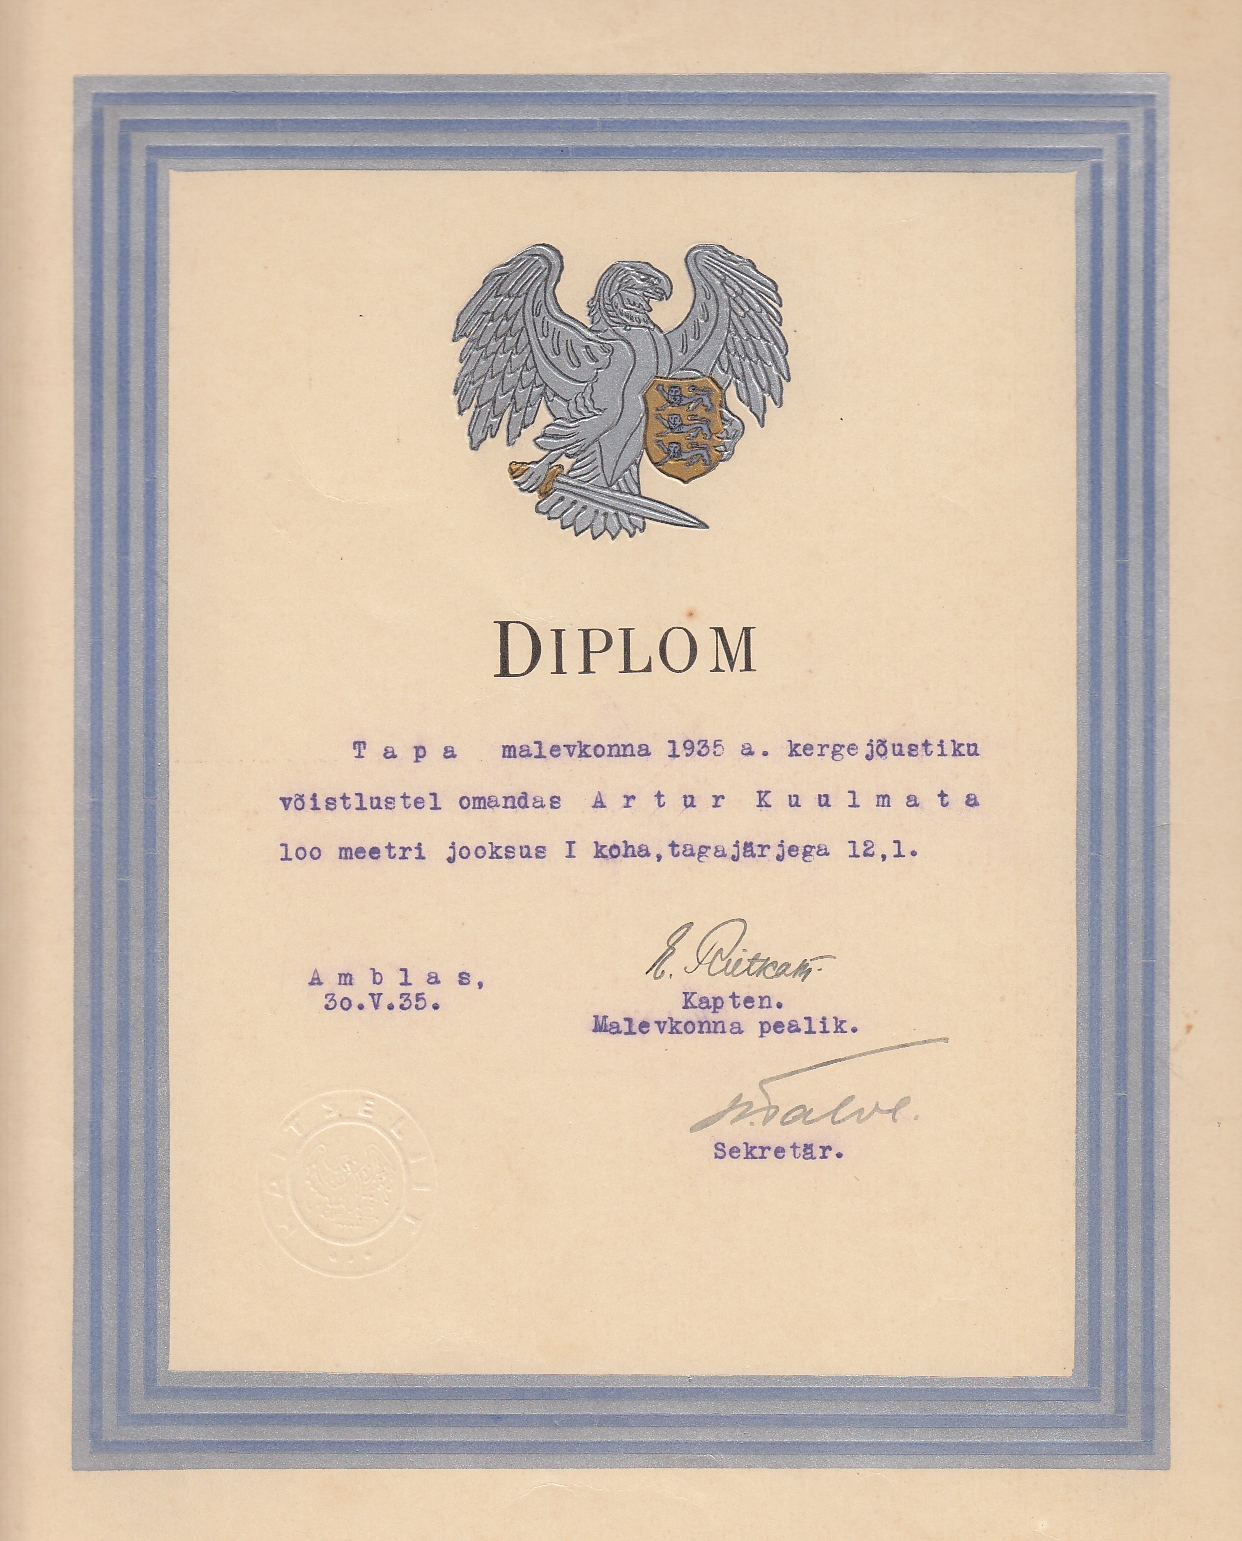 DIPLOM
Tapa malevkonna 1935 a. kergejõustiku
võistlustel omandas Artur Kuulmata
loo meetri jooksus I koha, tagajärjega 12,1.
Amblas,
3o.V.35.
Kapten.
Malevkonna pealik.
Sekretär.
KAITSELIIT